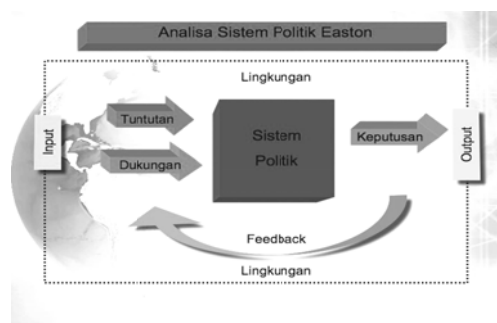 Analisa Sistem Politik Easton
Lingkungan
Input
Tuntutan
Dukungan
Sistem
Politik
Keputusan
Output
Feedback
Lingkungan